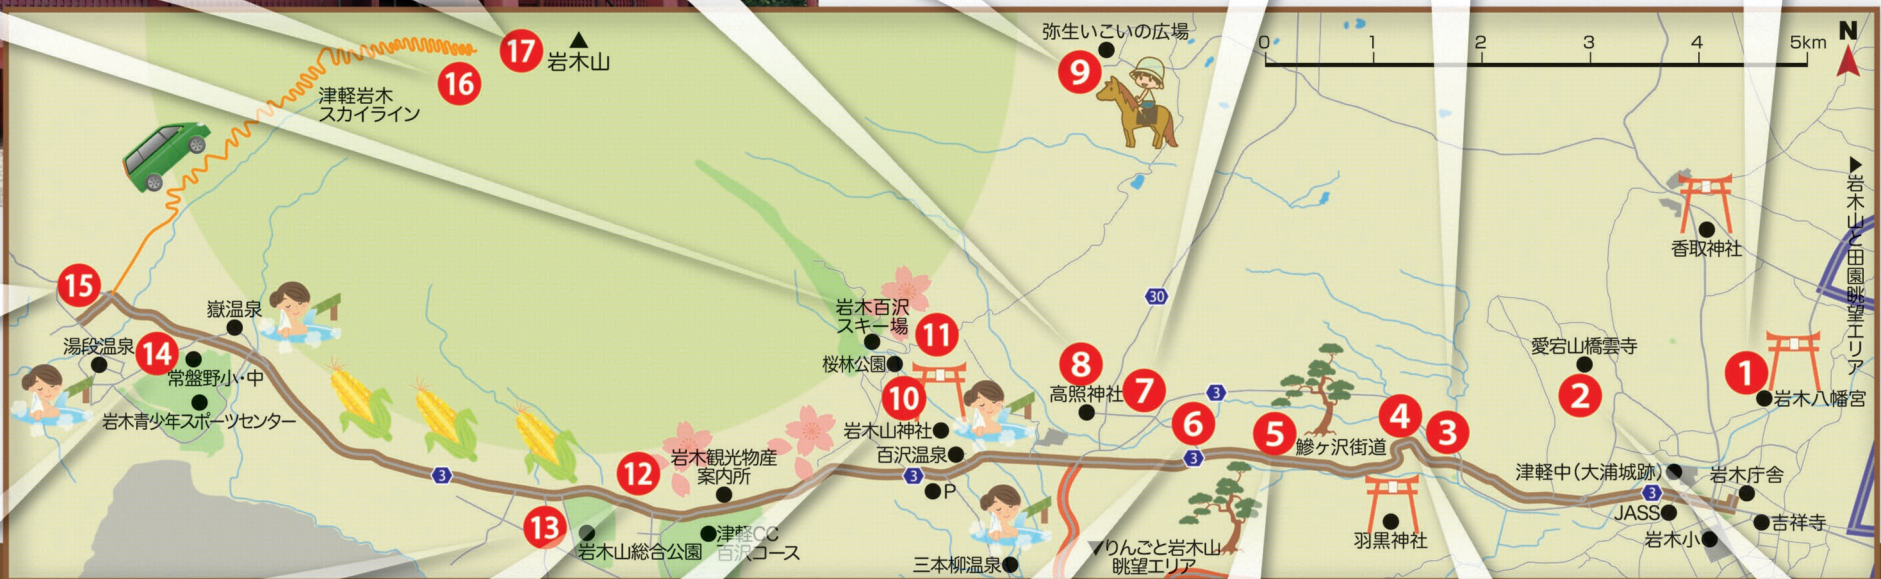 弥生いこいの広場
0 1 2 3 4 5km
N
17
岩木山
16
9
津軽岩木
スカイライン
▶岩木山と田園眺望エリア
香取神社
15
嶽温泉
湯段温泉
14
常盤野小・中
岩木青少年スポーツセンター
岩木百沢
スキー場
11
桜林公園
10
岩木山神社
百沢温泉
P
30
8
高照神社
7
3
6
3
5
鰺ヶ沢街道
4
3
愛宕山橋雲寺
2
1
岩木八幡宮
3
12
岩木観光物産
案内所
3
13
岩木山総合公園
津軽CC
百沢コース
三本柳温泉
▼りんごと岩木山
眺望エリア
羽黒神社
津軽中(大浦城跡)
岩木庁舎
3
JASS
吉祥寺
岩木小